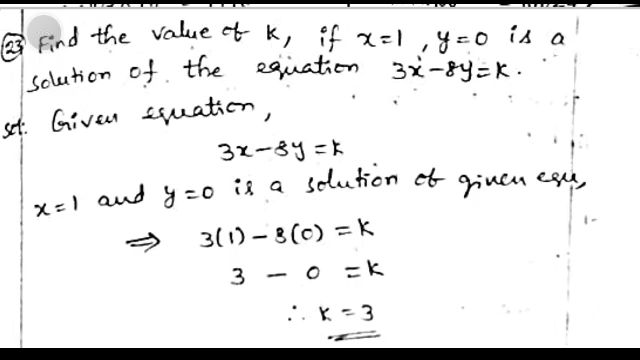 23 Find the value of k, if x=1, y=0 is a
solution of the equation 3x-8y=k.
Sol: Given equation,
3x-8y=k
x=1 and y=0 is a solution of given equ,
⇒ 3(1)-8(0)=k
3 - 0 = k
∴ k = 3